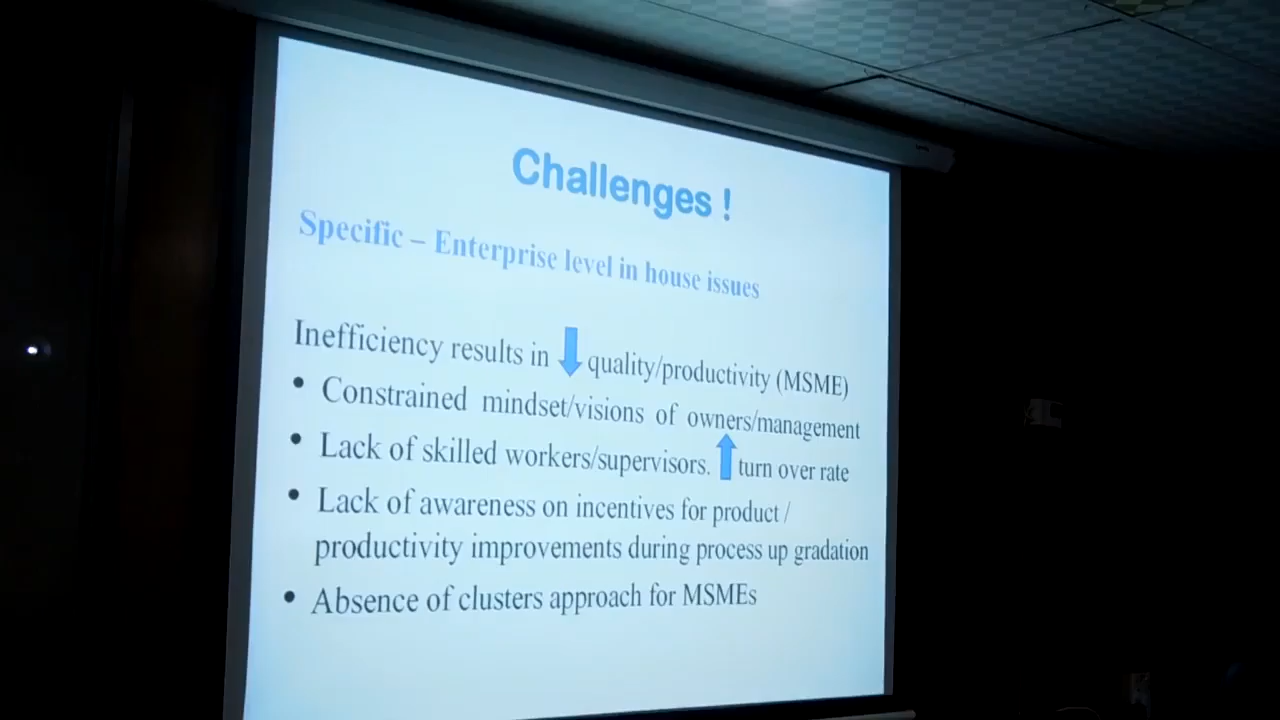 Challenges !
Specific – Enterprise level in house issues
Inefficiency results in quality/productivity (MSME)
• Constrained mindset/visions of owners/management
• Lack of skilled workers/supervisors. turn over rate
• Lack of awareness on incentives for product /
productivity improvements during process up gradation
• Absence of clusters approach for MSMEs